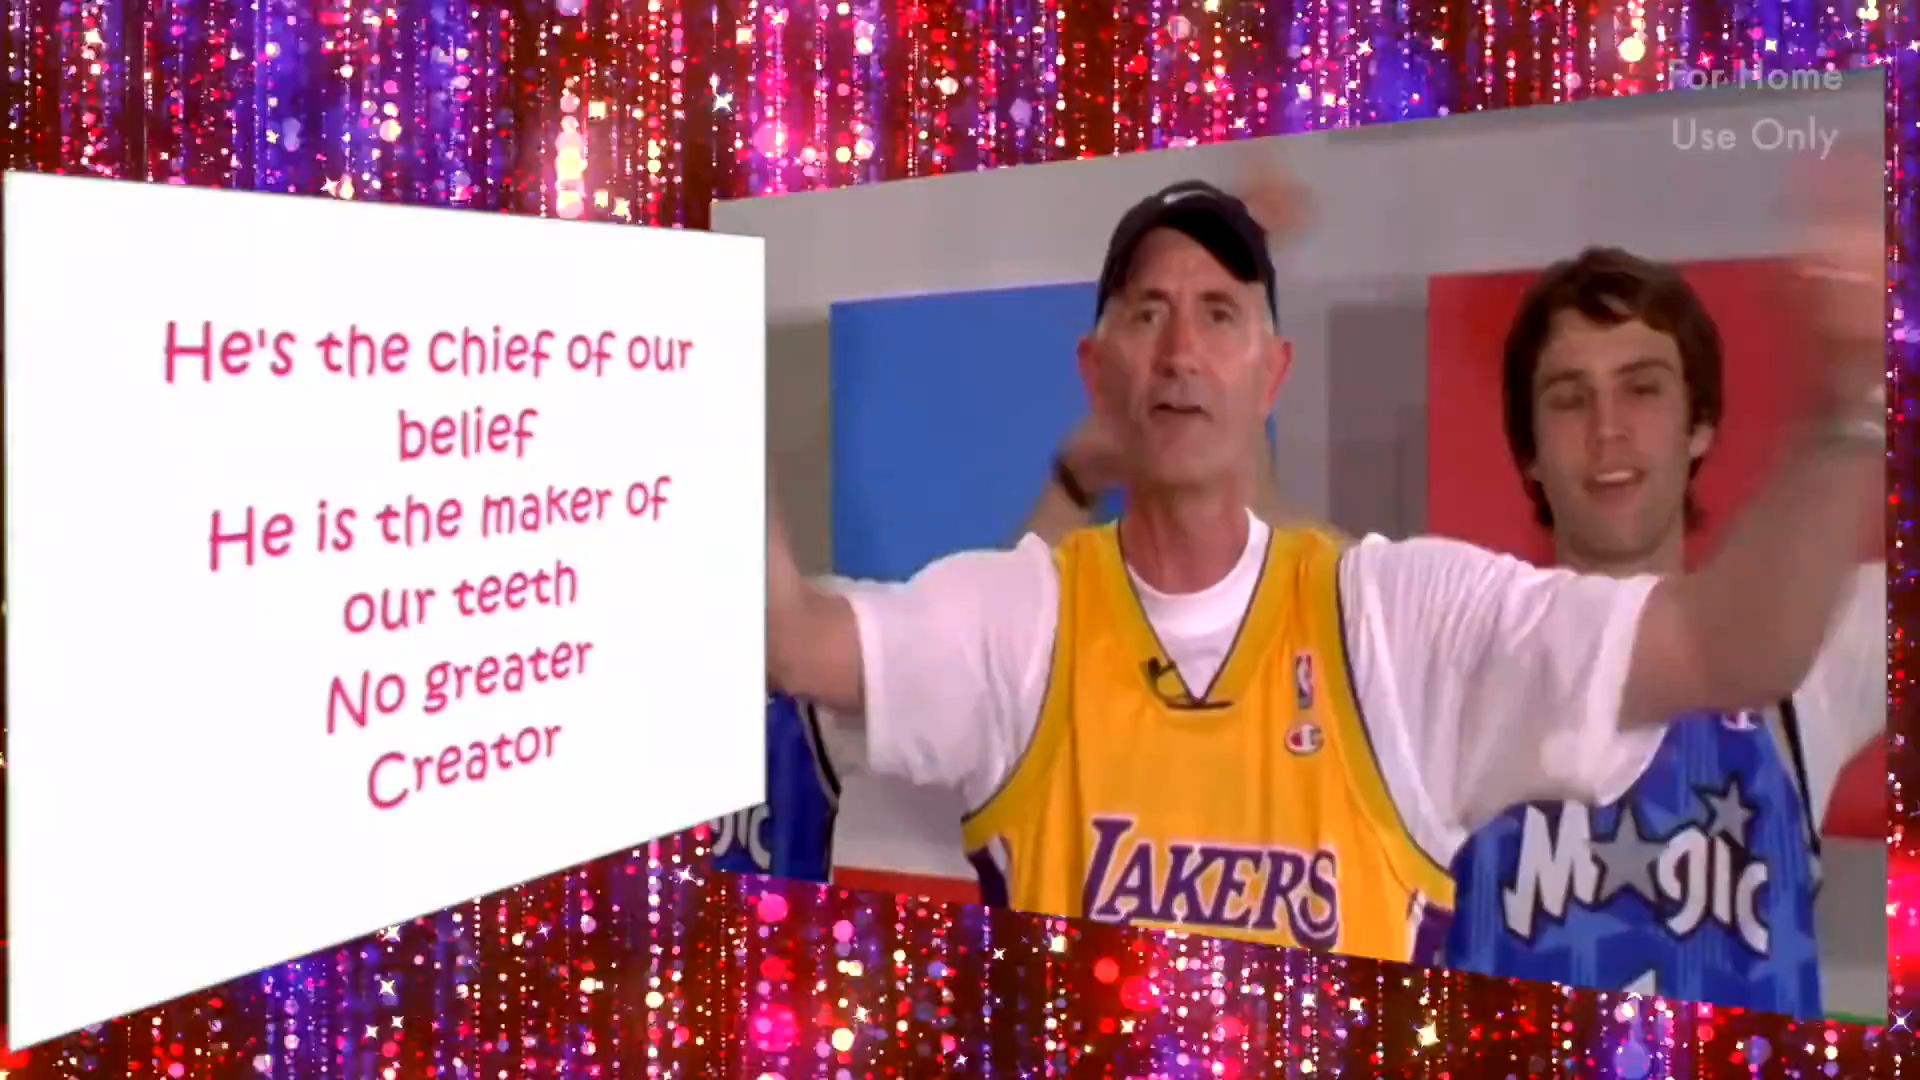 He's the chief of our
belief
He is the maker of
our teeth
No greater
Creator
For Home
Use Only
LAKERS
Magic
gic